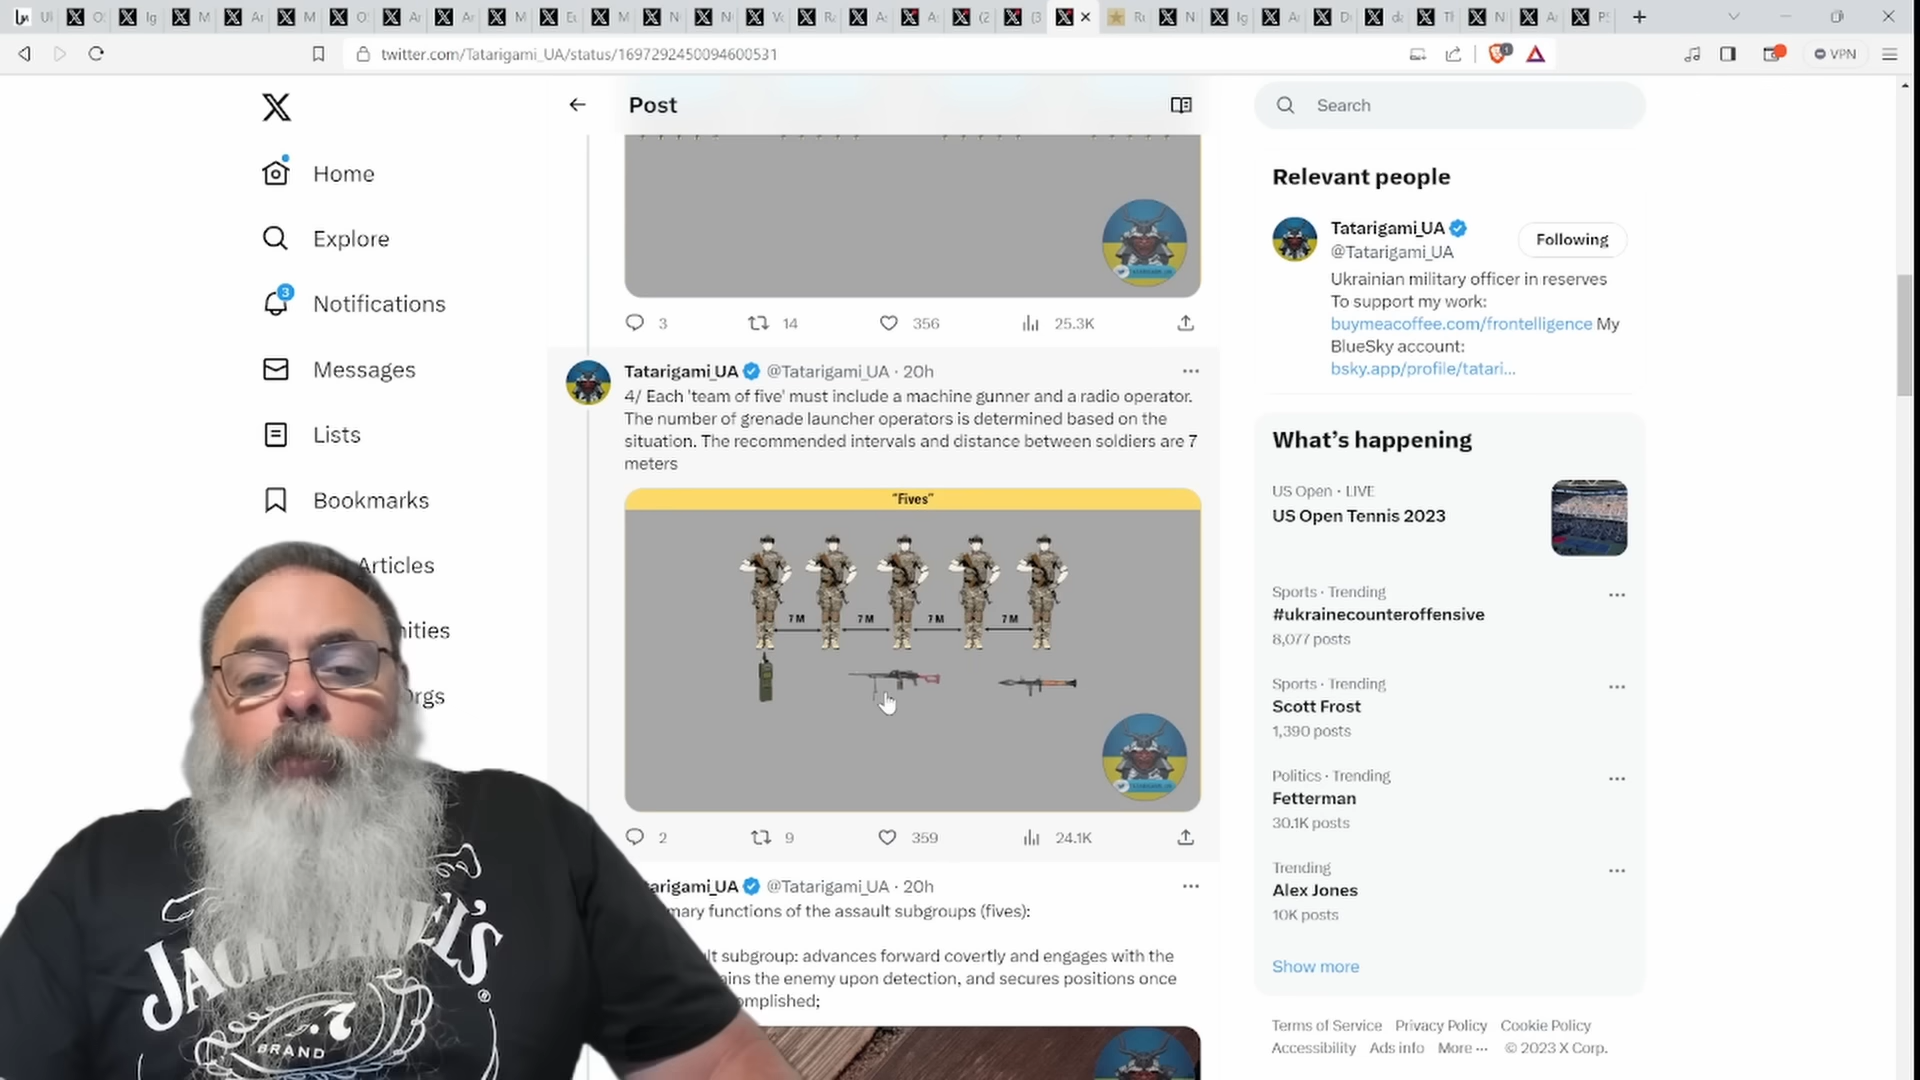 twitter.com/Tatarigami_UA/status/1697292450094600531
VPN
Home
Explore
3
Notifications
Messages
Lists
Bookmarks
Articles
nities
Orgs
Post
3 14 356 25.3K
Tatarigami_UA @Tatarigami_UA · 20h
4/ Each 'team of five' must include a machine gunner and a radio operator.
The number of grenade launcher operators is determined based on the
situation. The recommended intervals and distance between soldiers are 7
meters
"Fives"
7 M 7 M 7 M 7 M
2 9 359 24.1K
tarigami_UA @Tatarigami_UA · 20h
mary functions of the assault subgroups (fives):
lt subgroup: advances forward covertly and engages with the
ains the enemy upon detection, and secures positions once
omplished;
Search
Relevant people
Tatarigami_UA
@Tatarigami_UA
Following
Ukrainian military officer in reserves
To support my work:
buymeacoffee.com/frontelligence My
BlueSky account:
bsky.app/profile/tatari...
What's happening
US Open · LIVE
US Open Tennis 2023
Sports · Trending
#ukrainecounteroffensive
8,077 posts
Sports · Trending
Scott Frost
1,390 posts
Politics · Trending
Fetterman
30.1K posts
Trending
Alex Jones
10K posts
Show more
Terms of Service Privacy Policy Cookie Policy
Accessibility Ads info More ··· © 2023 X Corp.
JACK DANIEL'S
7
BRAND